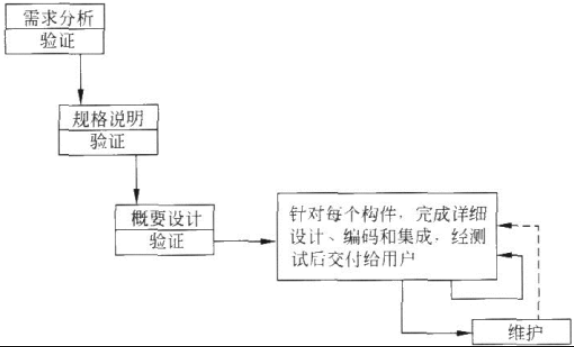 需求分析
验证
规格说明
验证
概要设计
验证
针对每个构件，完成详细
设计、编码和集成，经测
试后交付给用户
维护